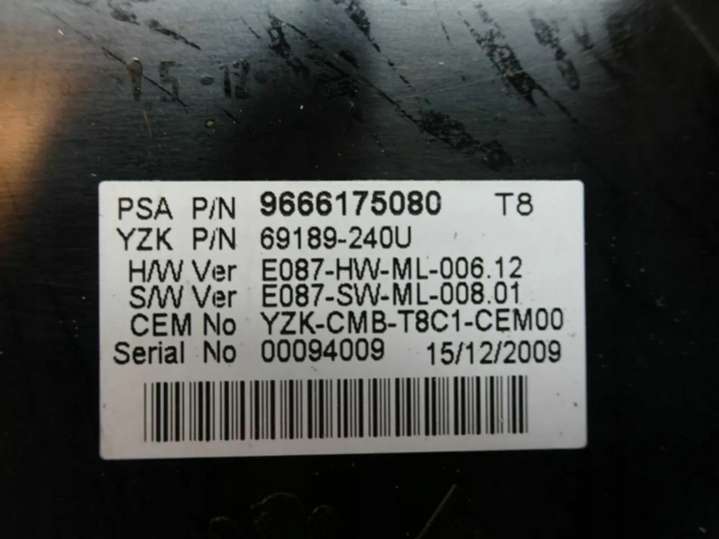 PSA P/N 9666175080 T8
YZK P/N 69189-240U
H/W Ver E087-HW-ML-006.12
S/W Ver E087-SW-ML-008.01
CEM No YZK-CMB-T8C1-CEM00
Serial No 00094009 15/12/2009